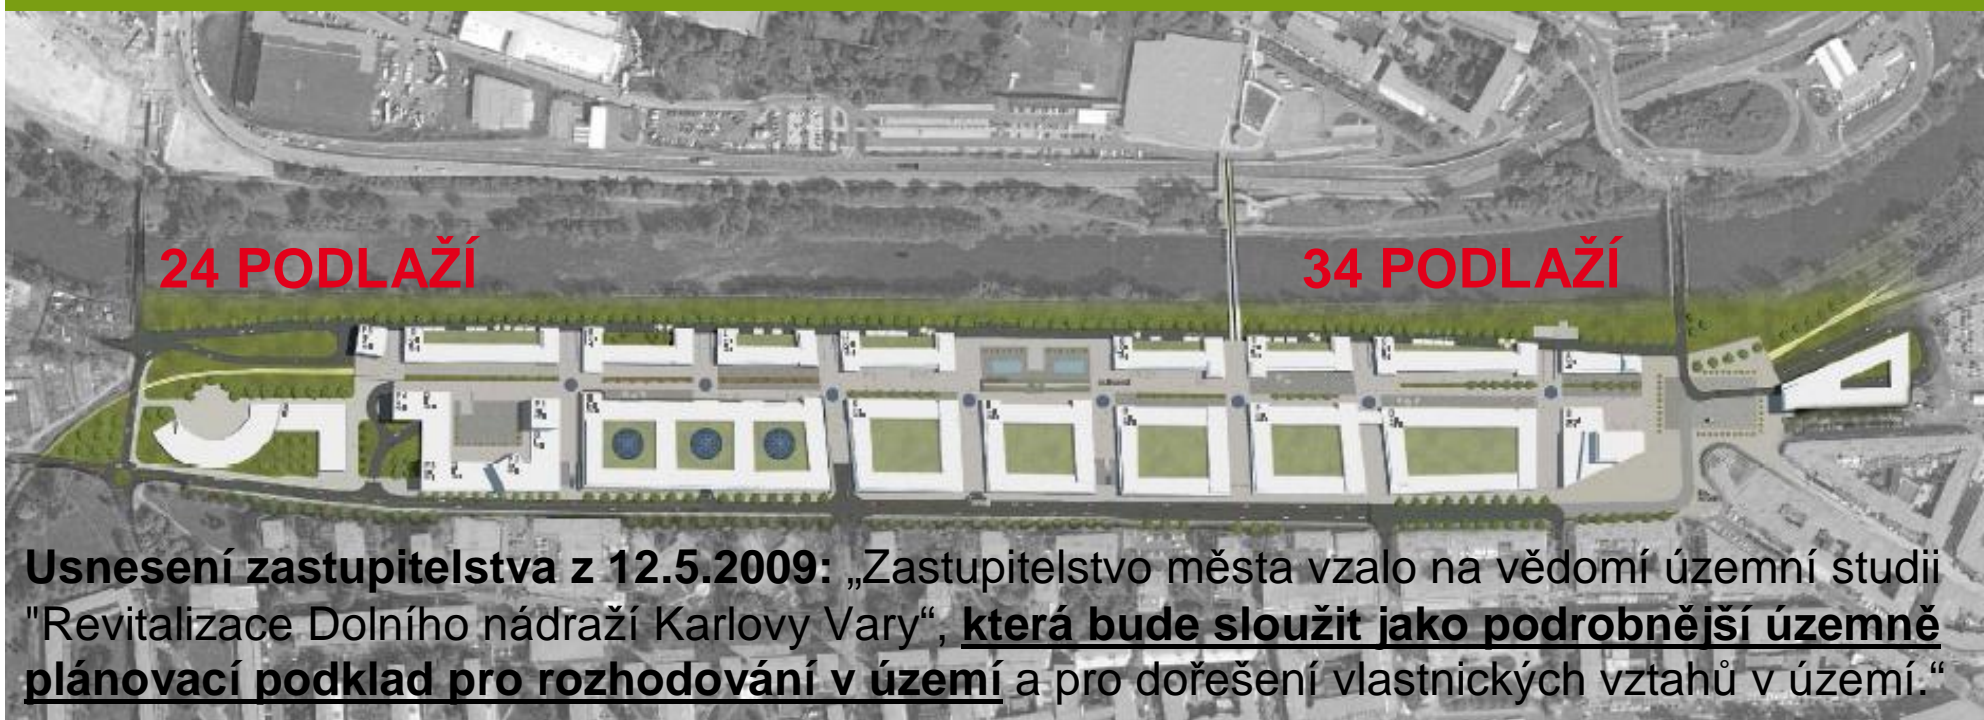 24 PODLAŽÍ 34 PODLAŽÍ
Usnesení zastupitelstva z 12.5.2009: „Zastupitelstvo města vzalo na vědomí územní studii
"Revitalizace Dolního nádraží Karlovy Vary“, která bude sloužit jako podrobnější územně
plánovací podklad pro rozhodování v území a pro dořešení vlastnických vztahů v území.“